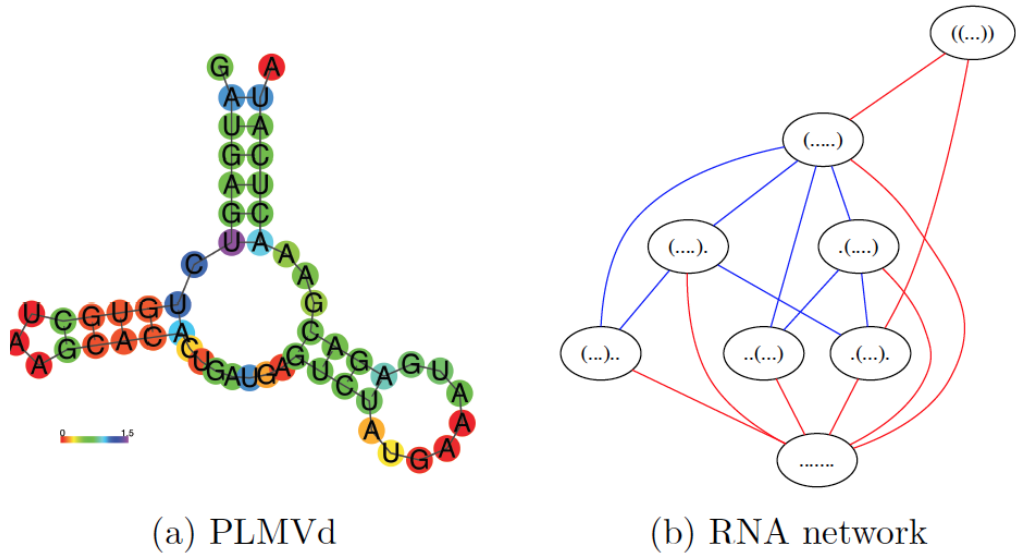 G A
A U
U A
G C
A U
G C
U A A
C A
U C G U G U G
A A G C A C A C
C U G A U G A G U C U A U G A A A U G A G A
0 1.5
(a) PLMVd
((...))
(.....)
(....). .(....)
(...).. ..(...) .(...).
.......
(b) RNA network